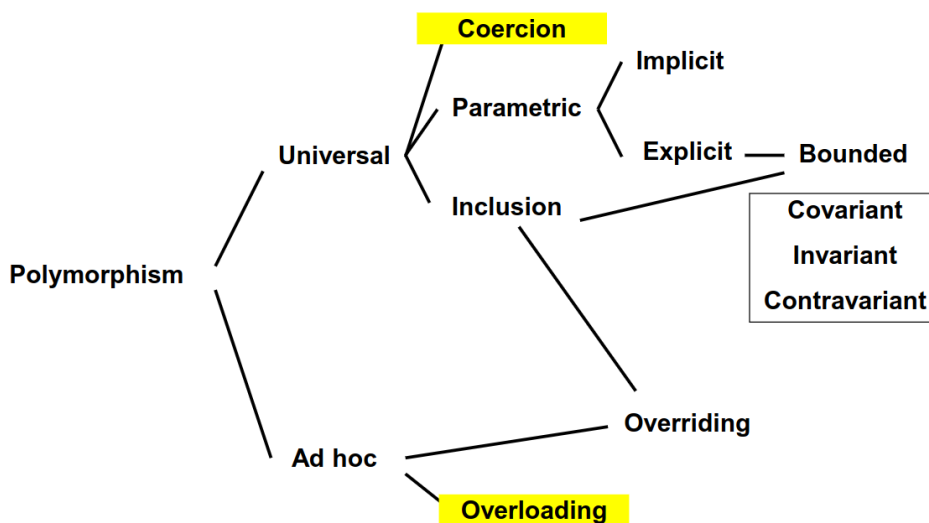 Coercion
Implicit
Parametric
Universal
Explicit
Bounded
Inclusion
Covariant
Invariant
Contravariant
Polymorphism
Overriding
Ad hoc
Overloading